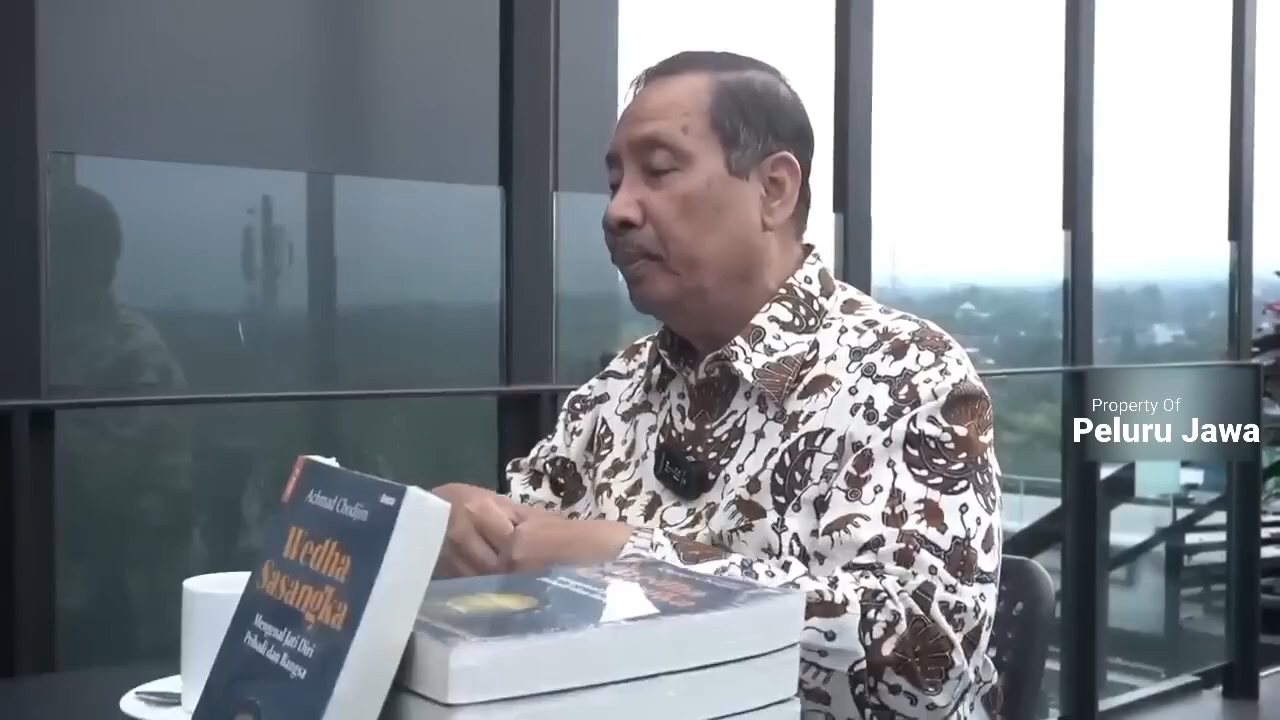 Property Of
Peluru Jawa
Achmad Chodjim
Wedha
Sasangka
Mengenal Jati Diri
Pribadi dan Bangsa